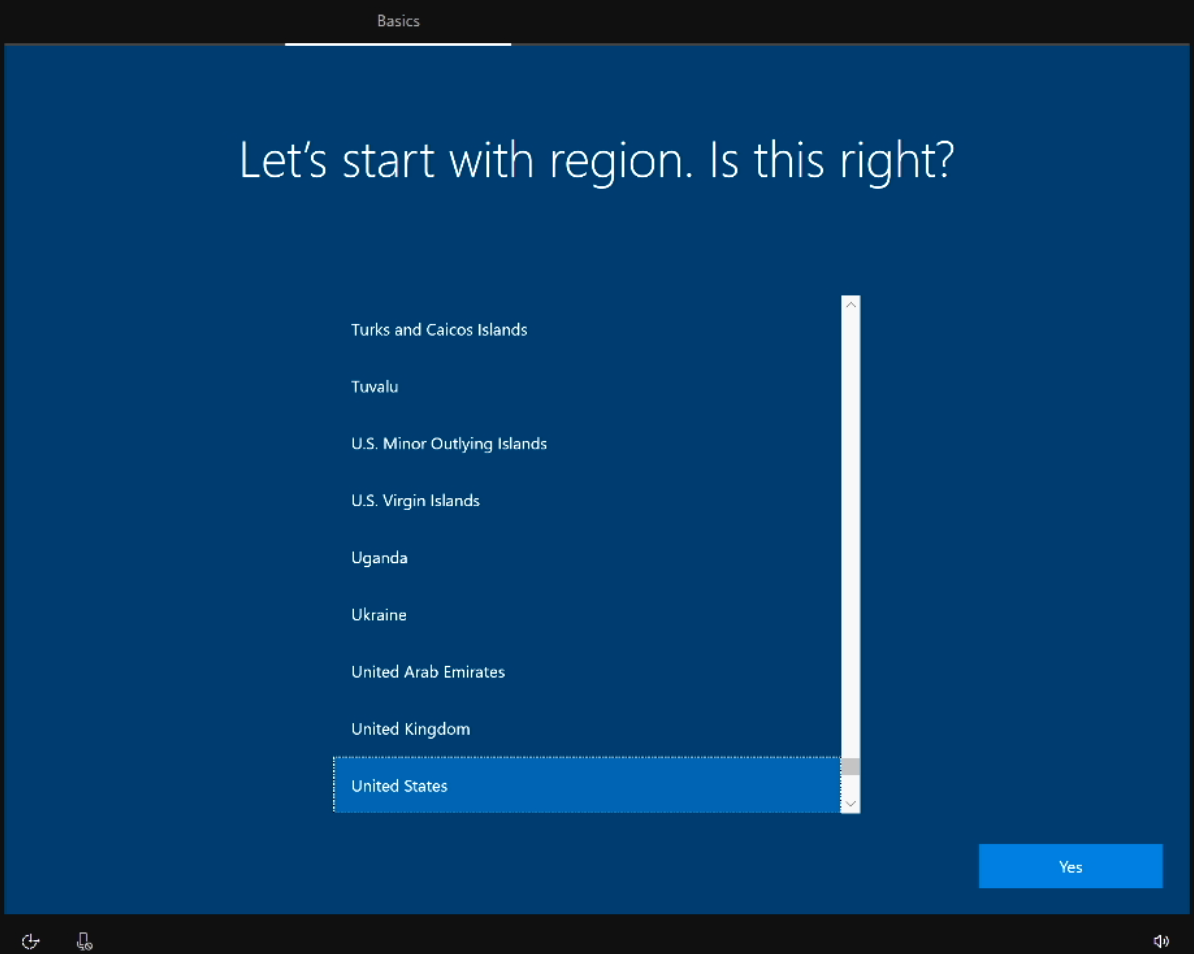 Basics
Let’s start with region. Is this right?
Turks and Caicos Islands
Tuvalu
U.S. Minor Outlying Islands
U.S. Virgin Islands
Uganda
Ukraine
United Arab Emirates
United Kingdom
United States
Yes